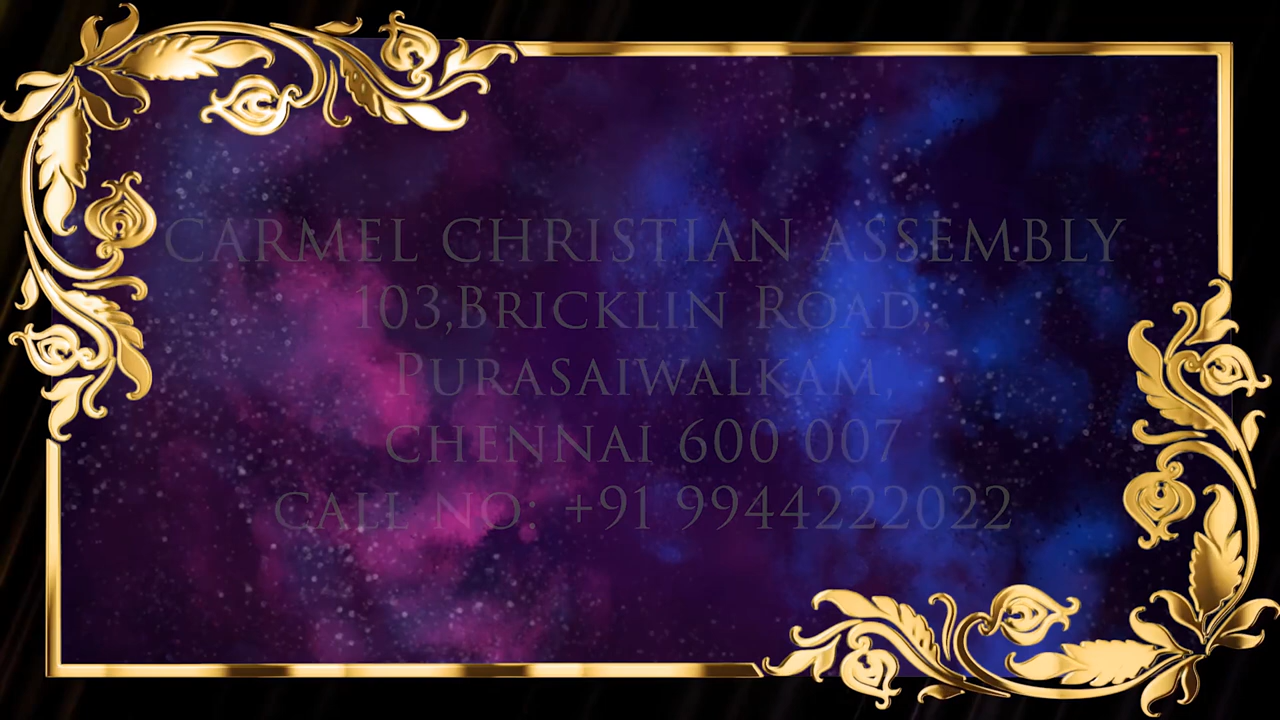 CARMEL CHRISTIAN ASSEMBLY
103,BRICKLIN ROAD,
PURASAIWALKAM,
CHENNAI 600 007
CALL NO: +91 9944222022